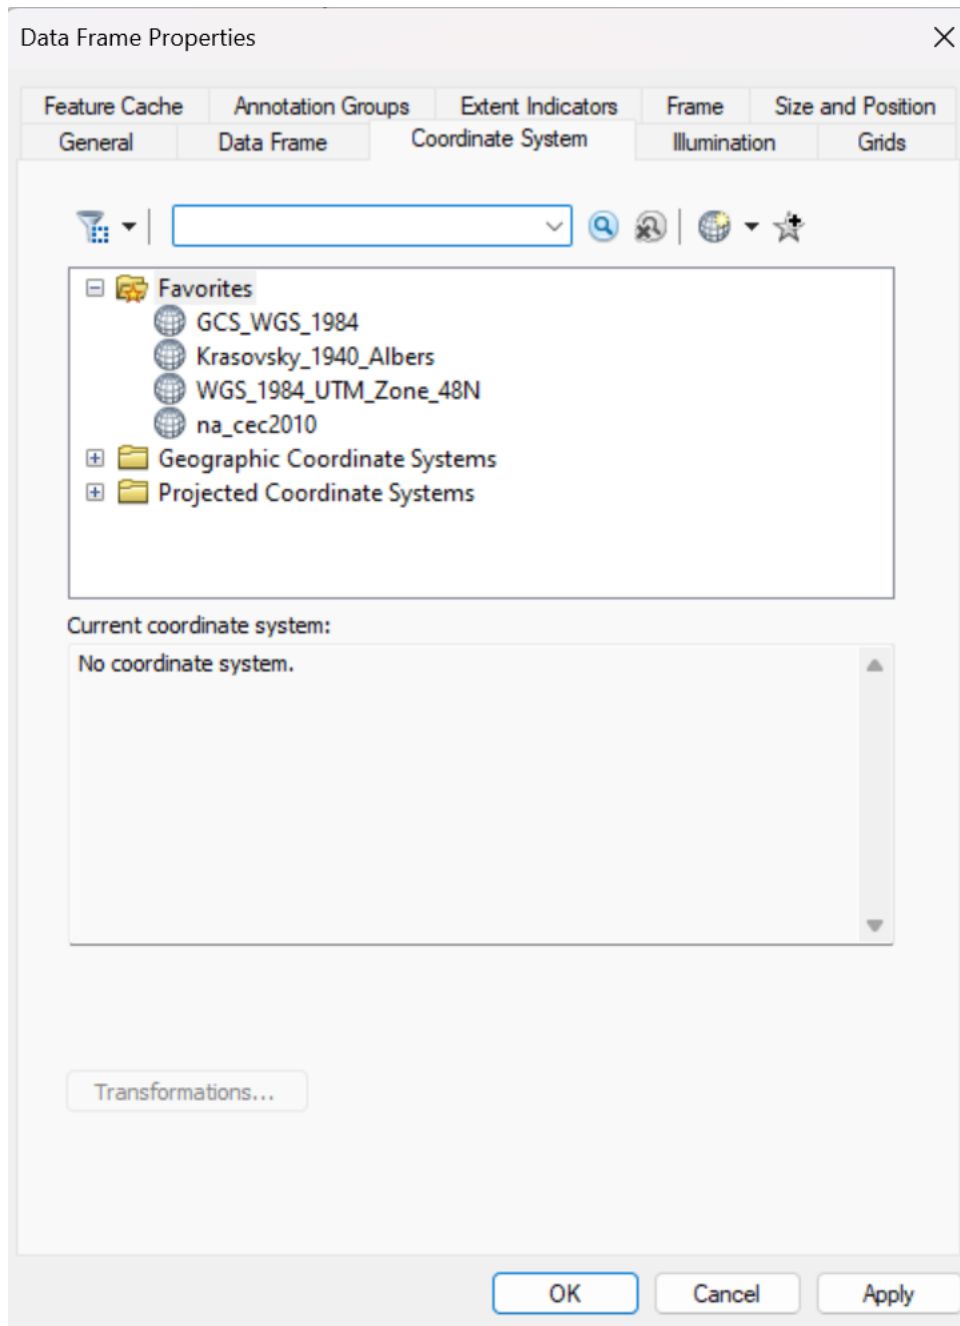 Data Frame Properties
Feature Cache Annotation Groups Extent Indicators Frame Size and Position
General Data Frame Coordinate System Illumination Grids
Favorites
GCS_WGS_1984
Krasovsky_1940_Albers
WGS_1984_UTM_Zone_48N
na_cec2010
Geographic Coordinate Systems
Projected Coordinate Systems
Current coordinate system:
No coordinate system.
Transformations...
OK Cancel Apply